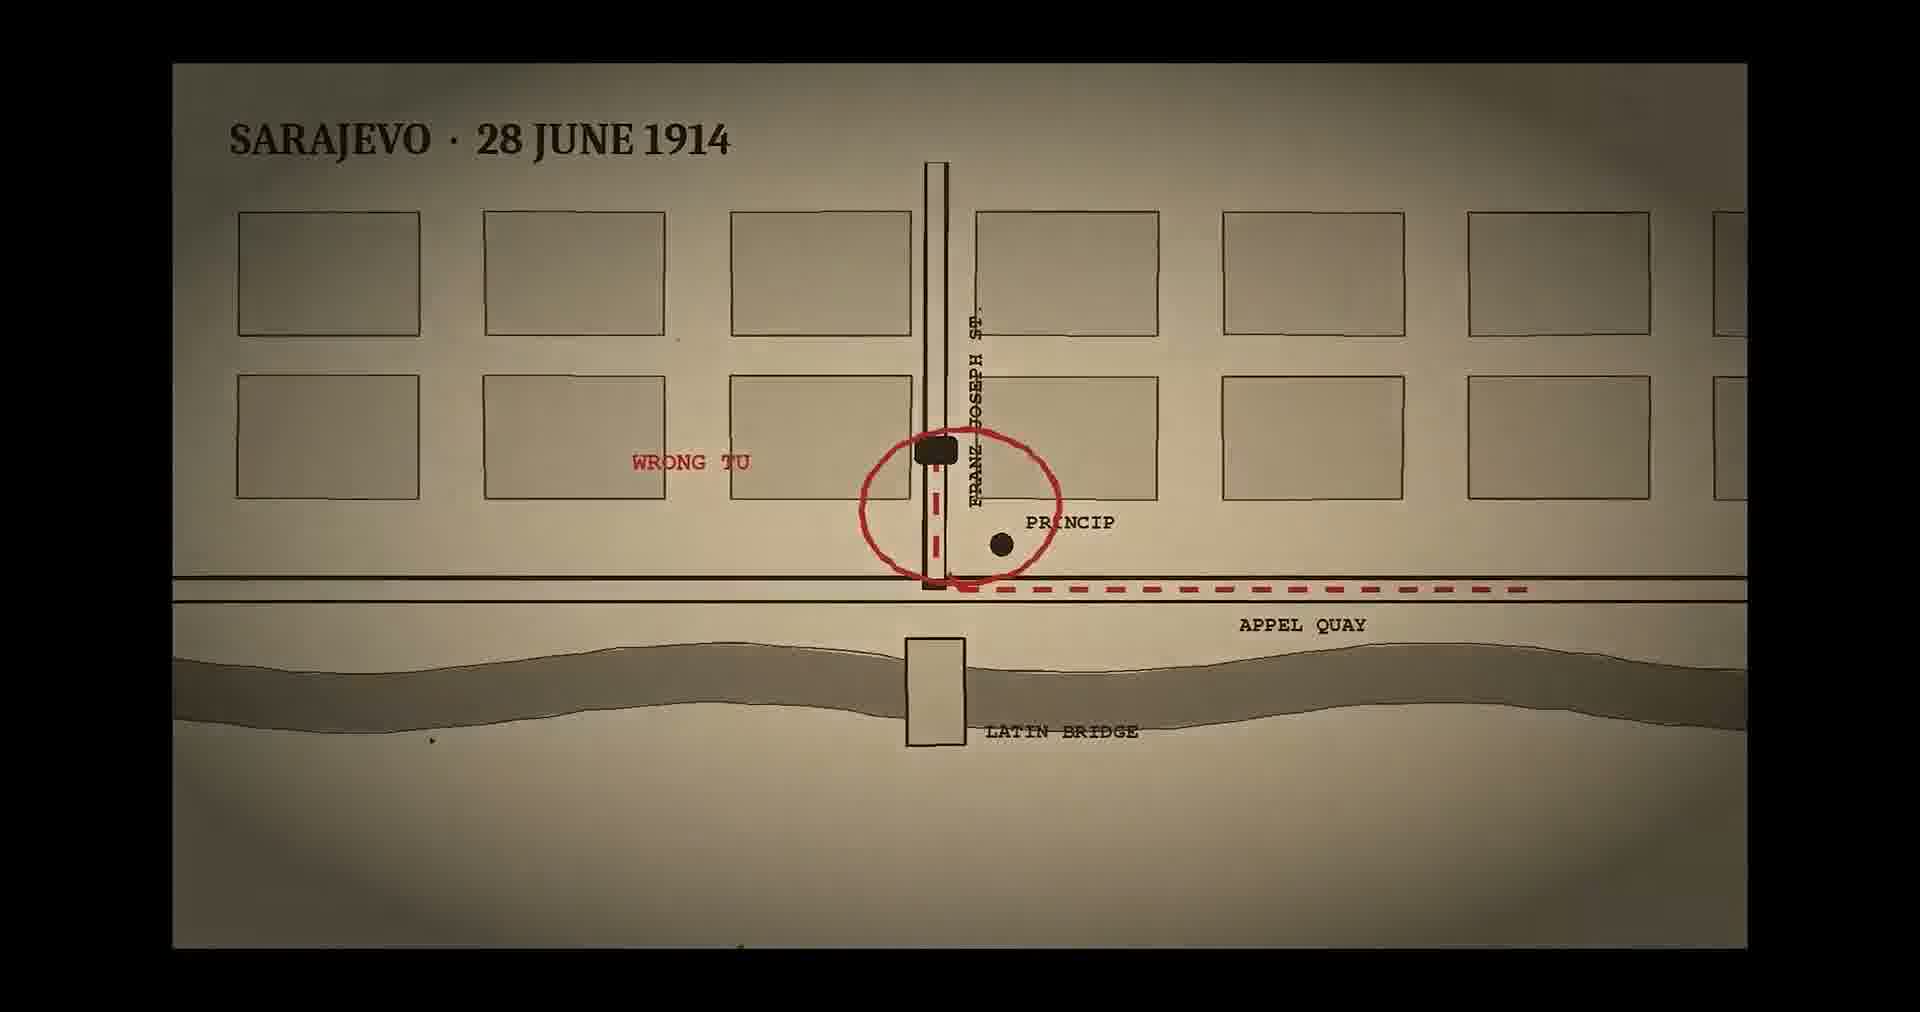 SARAJEVO · 28 JUNE 1914
FRANZ JOSEPH ST.
WRONG TU
PRINCIP
APPEL QUAY
LATIN BRIDGE